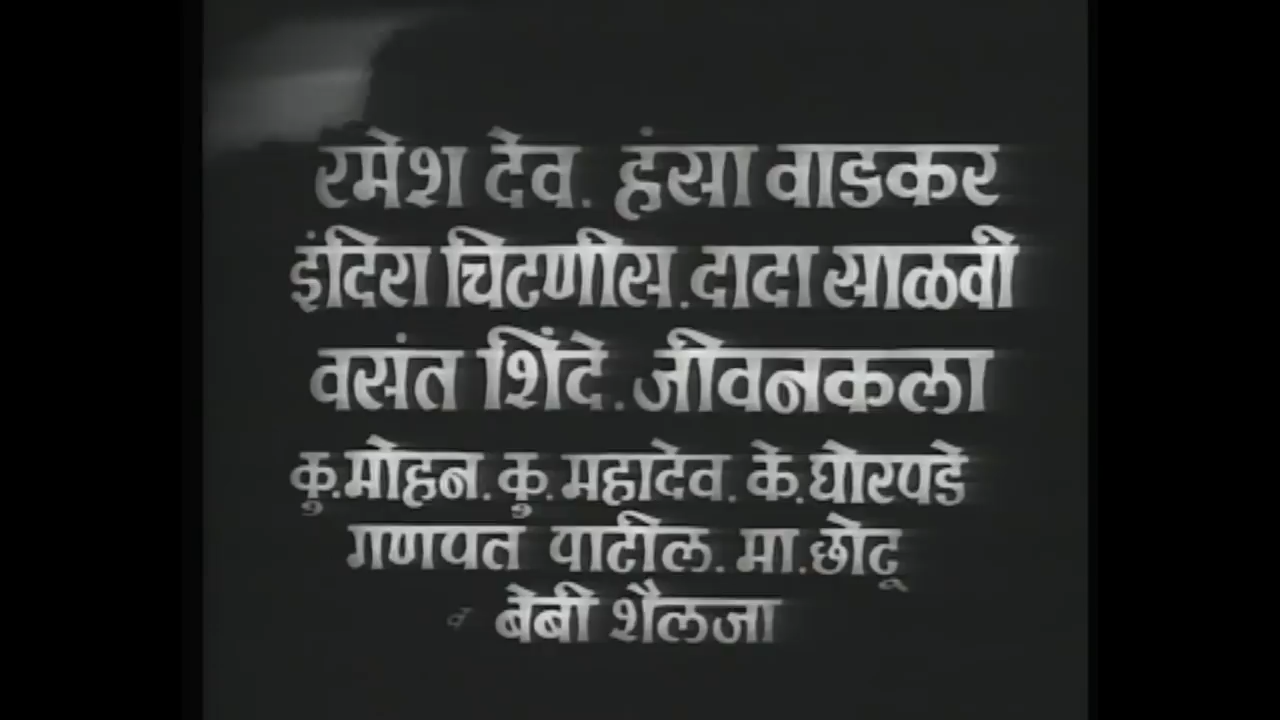 रमेश देव. हंसा वाडकर
इंदिरा चिटणीस. दादा साळवी
वसंत शिंदे. जीवनकला
कु. मोहन. कु. महादेव. के. घोरपडे
गणपत पाटील. मा. छोटू
व बेबी शैलजा